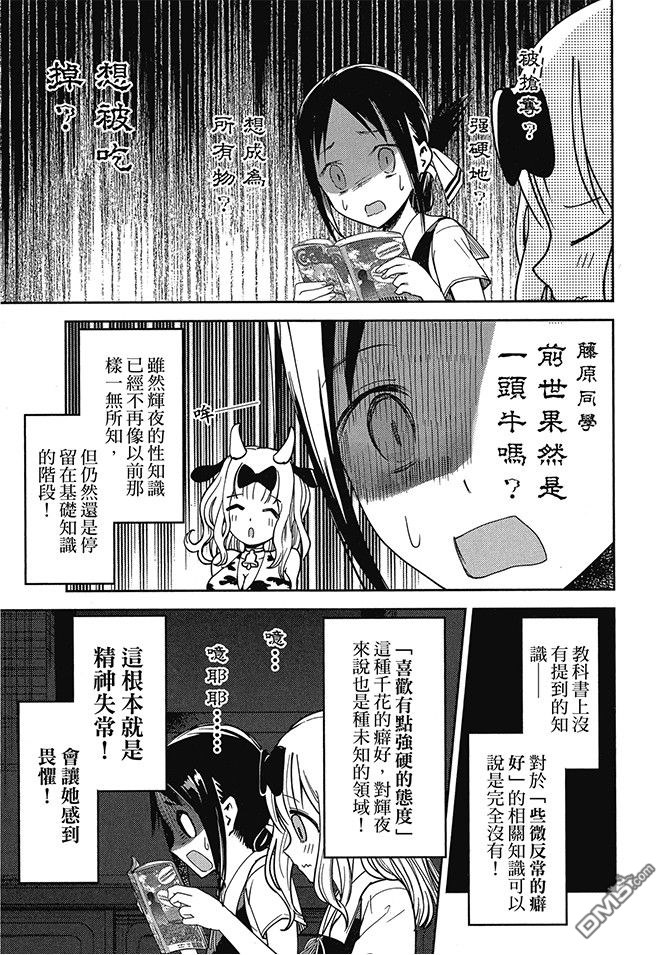 被搶奪？
強硬地？
想成為
所有物？
想被吃
掉？
藤原同學
前世果然是
一頭牛嗎？
哞——
雖然輝夜的性知識
已經不再像以前那
樣一無所知，
但仍然還是停
留在基礎知識
的階段！
教科書上沒
有提到的知
識——
對於「些微反常的癖
好」的相關知識可以
說是完全沒有！
「喜歡有點強硬的態度」
這種千花的癖好，對輝夜
來說也是種未知的領域！
噫…
噫耶耶…
這根本就是
精神失常！
會讓她感到
畏懼！
DM5.com